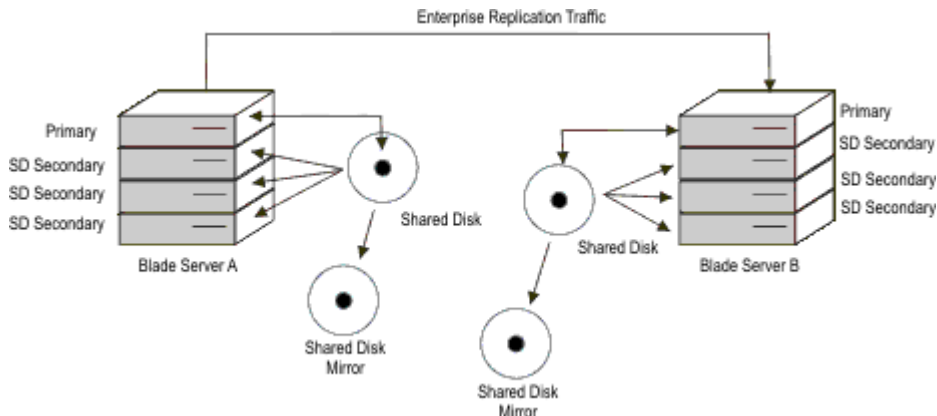 Enterprise Replication Traffic
Primary
SD Secondary
SD Secondary
SD Secondary
Blade Server A
Shared Disk
Shared Disk
Mirror
Primary
SD Secondary
SD Secondary
SD Secondary
Blade Server B
Shared Disk
Shared Disk
Mirror